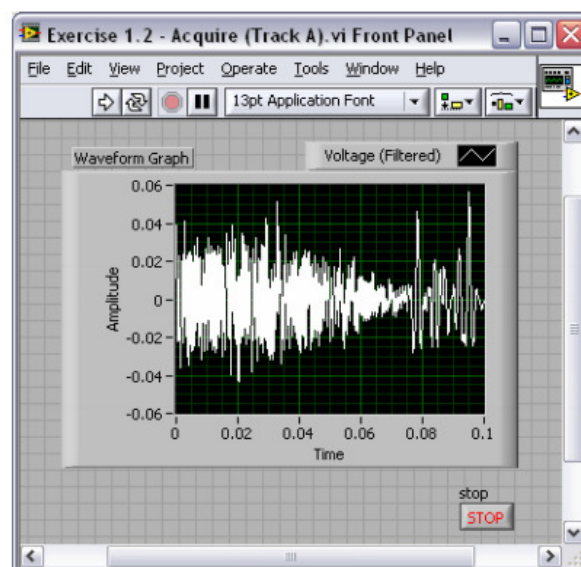 Exercise 1.2 - Acquire (Track A).vi Front Panel
File Edit View Project Operate Tools Window Help
13pt Application Font
Waveform Graph
Voltage (Filtered)
0.06
0.04
0.02
0
-0.02
-0.04
-0.06
Amplitude
0 0.02 0.04 0.06 0.08 0.1
Time
stop
STOP